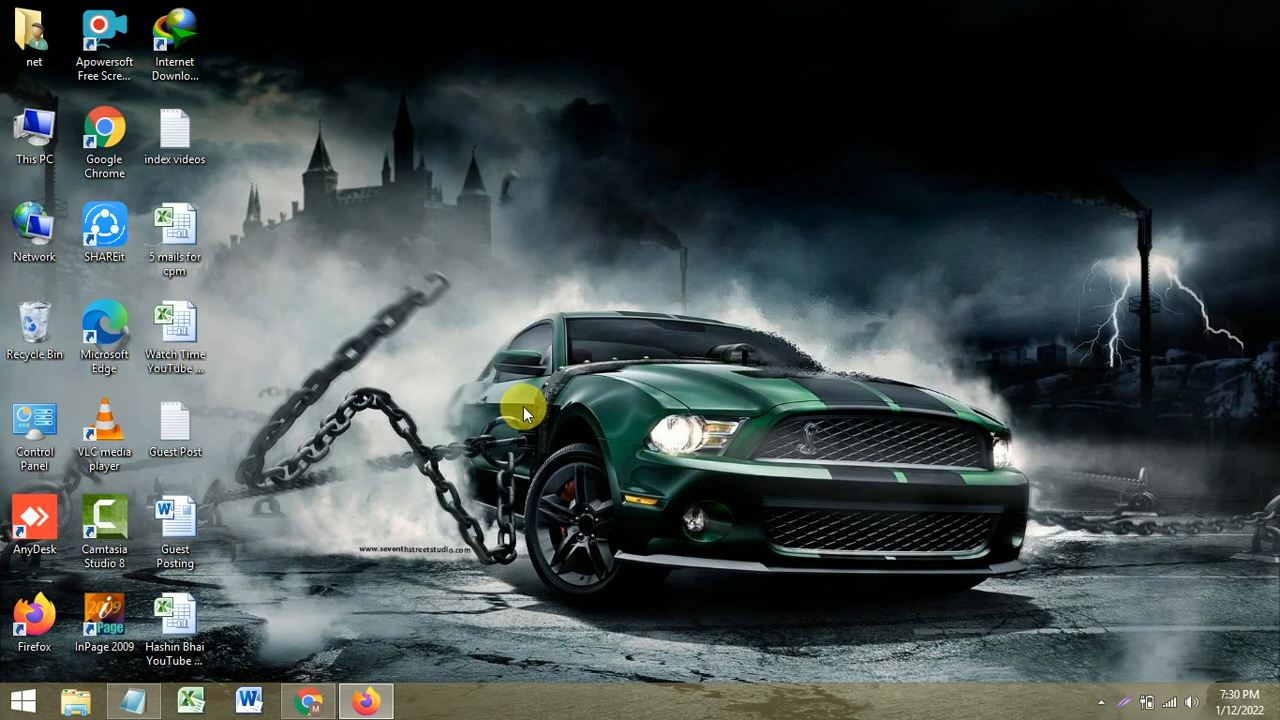 net
Apowersoft
Free Scre...
Internet
Downlo...
This PC
Google
Chrome
index videos
Network
SHAREit
5 mails for
cpm
Recycle Bin
Microsoft
Edge
Watch Time
YouTube ...
Control
Panel
VLC media
player
Guest Post
AnyDesk
Camtasia
Studio 8
Guest
Posting
Firefox
2009
Page
InPage 2009
Hashin Bhai
YouTube ...
www.seventhstreetstudio.com
M
7:30 PM
1/12/2022